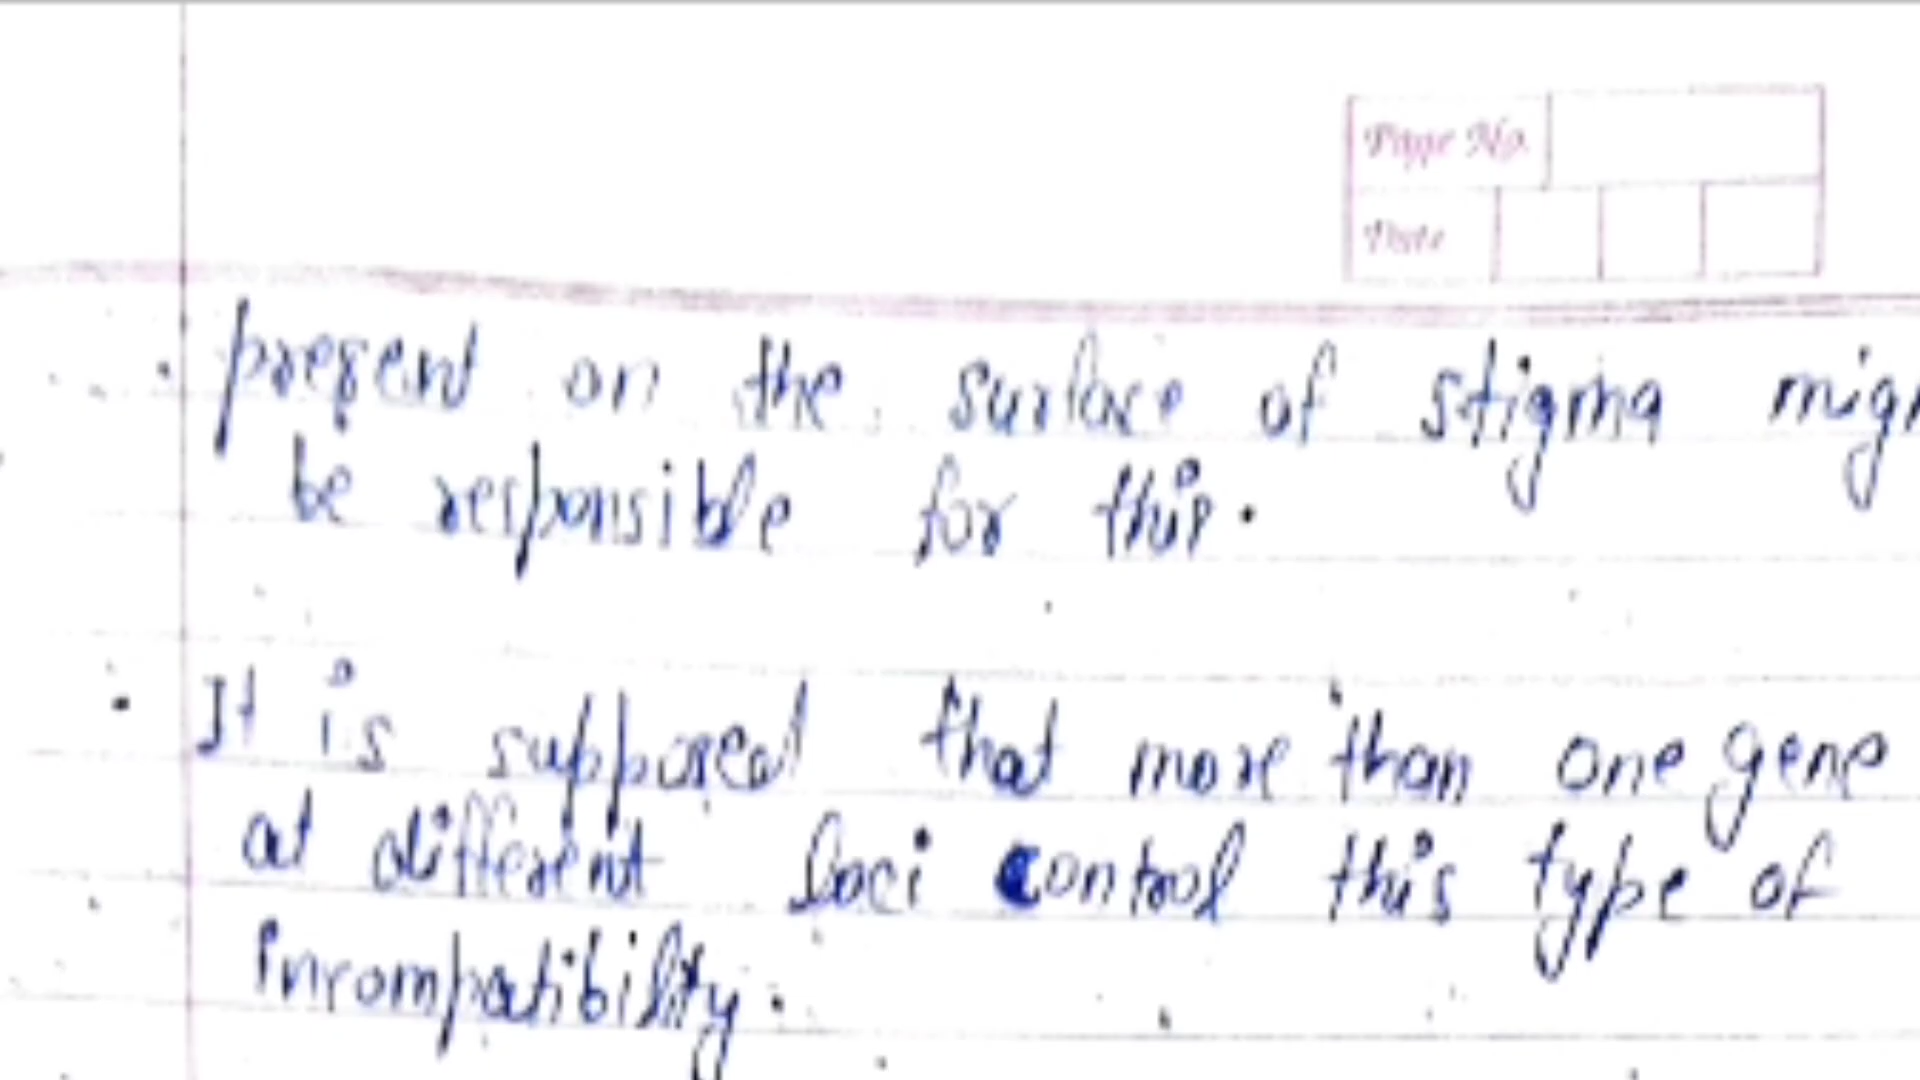 Page No.
Date
present on the surface of stigma migh
be responsible for this.
It is supposed that more than one gene
at different loci control this type of
incompatibility.